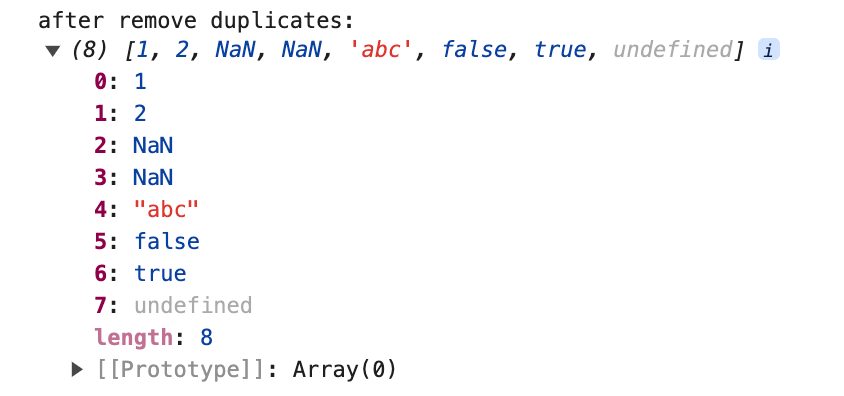 after remove duplicates:
▼ (8) [1, 2, NaN, NaN, 'abc', false, true, undefined] i
0: 1
1: 2
2: NaN
3: NaN
4: "abc"
5: false
6: true
7: undefined
length: 8
▶ [[Prototype]]: Array(0)